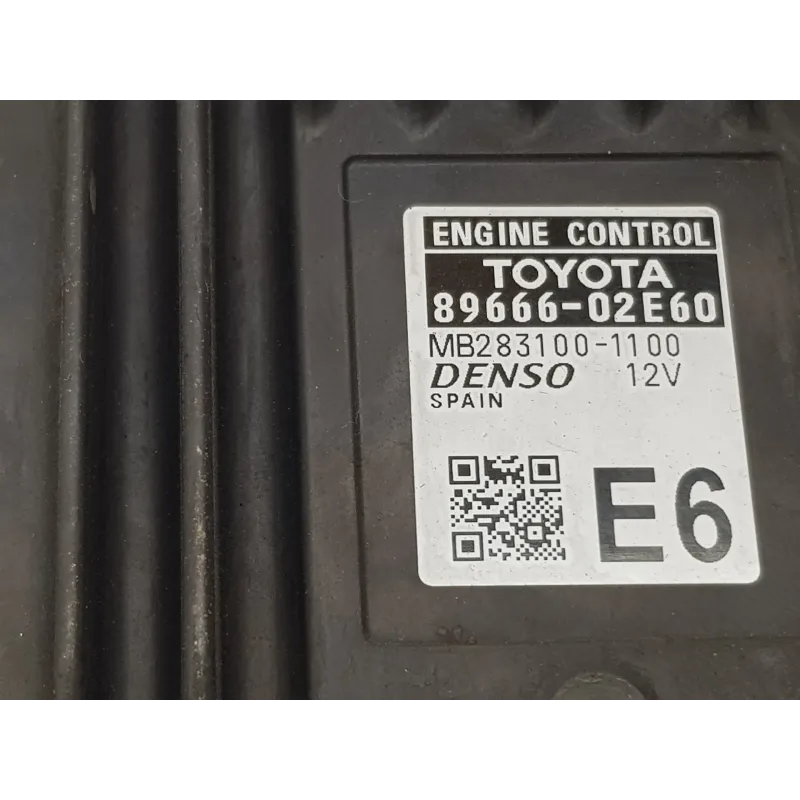 ENGINE CONTROL
TOYOTA
89666-02E60
MB283100-1100
DENSO 12V
SPAIN
E6